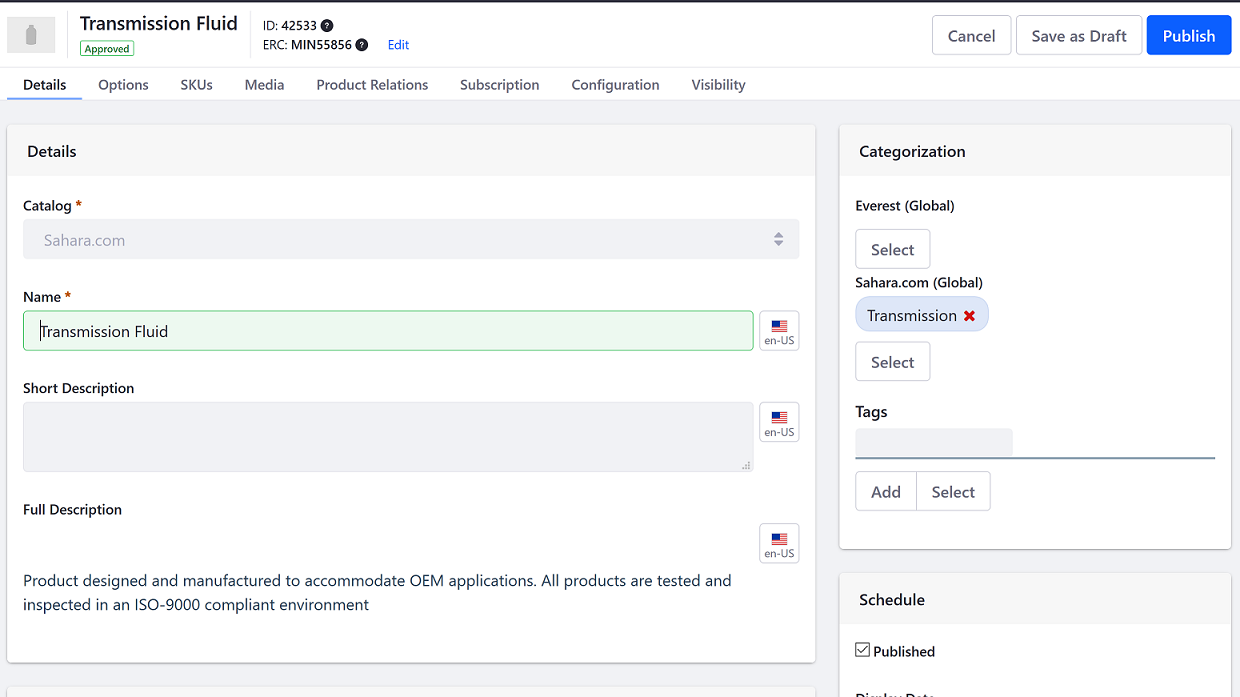 Transmission Fluid
Approved
ID: 42533 ?
ERC: MIN55856 ? Edit
Cancel
Save as Draft
Publish
Details Options SKUs Media Product Relations Subscription Configuration Visibility
Details
Catalog *
Sahara.com
Name *
Transmission Fluid
en-US
Short Description
en-US
Full Description
en-US
Product designed and manufactured to accommodate OEM applications. All products are tested and
inspected in an ISO-9000 compliant environment
Categorization
Everest (Global)
Select
Sahara.com (Global)
Transmission
Select
Tags
Add Select
Schedule
Published
Display Date